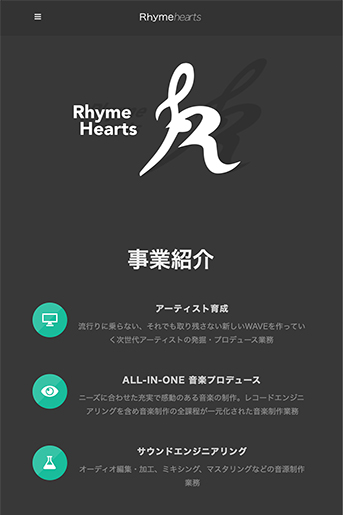 Rhymehearts
Rhyme
Hearts
事業紹介
アーティスト育成
流行りに乗らない、それでも取り残さない新しいWAVEを作ってい
く次世代アーティストの発掘・プロデュース業務
ALL-IN-ONE 音楽プロデュース
ニーズに合わせた充実で感動のある音楽の制作。レコードエンジニ
アリングを含め音楽制作の全課程が一元化された音楽制作業務
サウンドエンジニアリング
オーディオ編集・加工、ミキシング、マスタリングなどの音源制作
業務